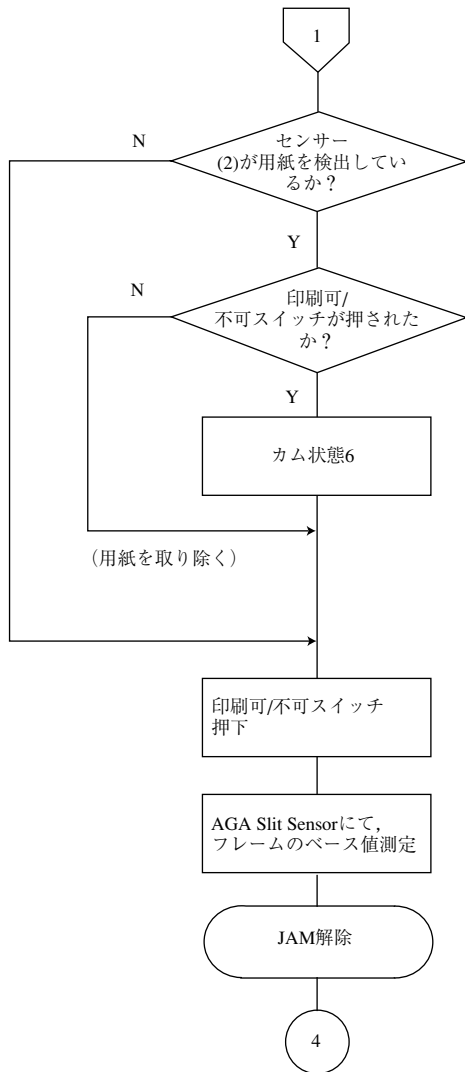 1
N
センサー
(2)が用紙を検出してい
るか？
Y
N
印刷可/
不可スイッチが押された
か？
Y
カム状態6
（用紙を取り除く）
印刷可/不可スイッチ
押下
AGA Slit Sensorにて，
フレームのベース値測定
JAM解除
4